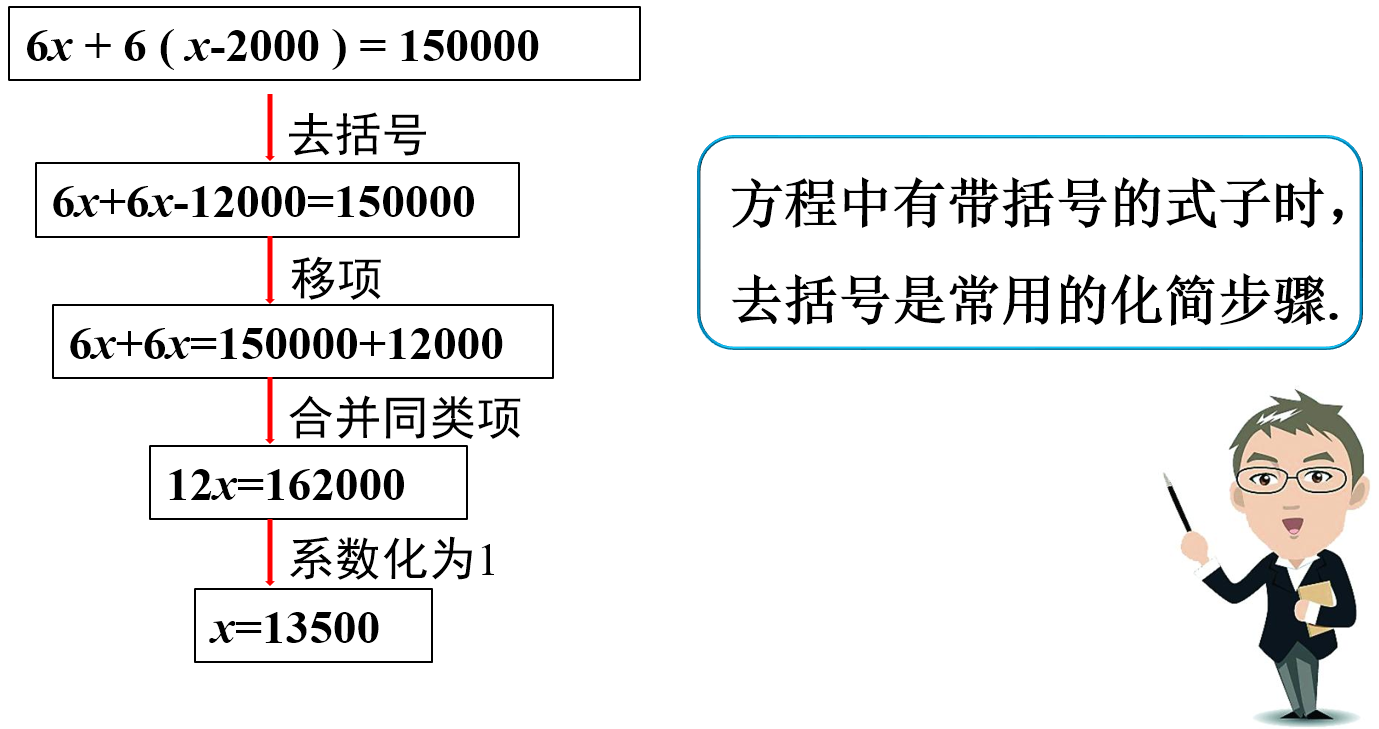 6x + 6 ( x-2000 ) = 150000
去括号
6x+6x-12000=150000
移项
6x+6x=150000+12000
合并同类项
12x=162000
系数化为1
x=13500
方程中有带括号的式子时，
去括号是常用的化简步骤.